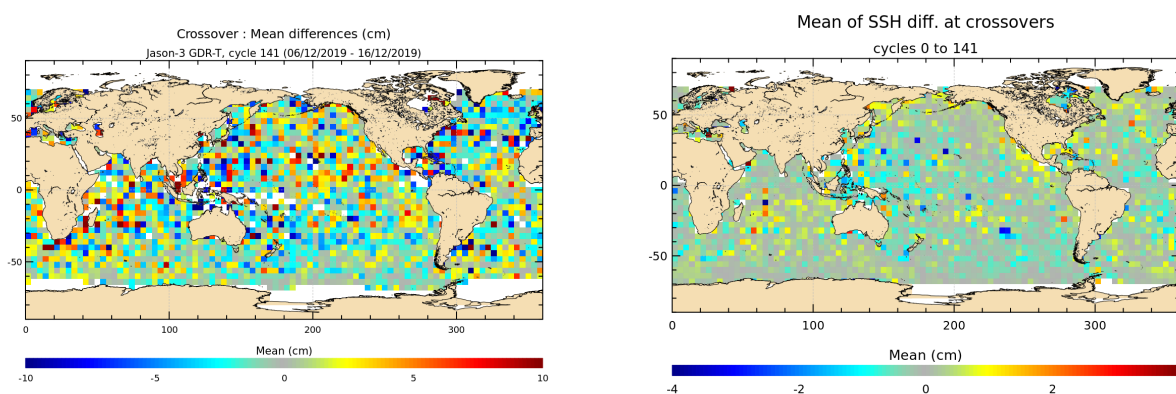 Crossover : Mean differences (cm)
Jason-3 GDR-T, cycle 141 (06/12/2019 - 16/12/2019)
50
0
-50
0 100 200 300
Mean (cm)
-10 -5 0 5 10
Mean of SSH diff. at crossovers
cycles 0 to 141
50
0
-50
0 100 200 300
Mean (cm)
-4 -2 0 2